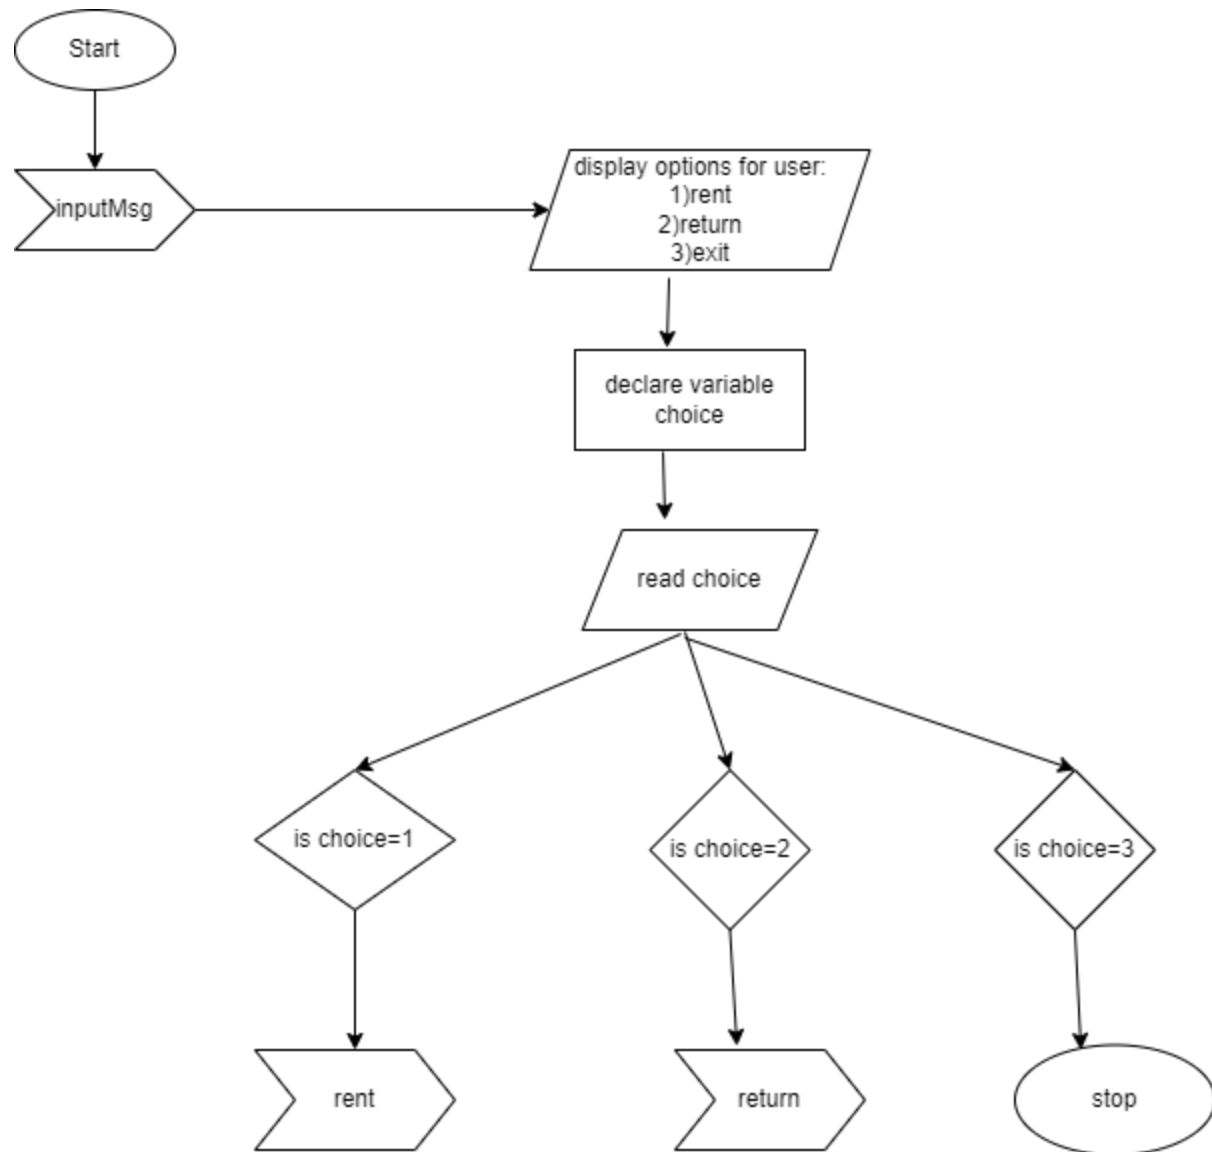 Start
inputMsg
display options for user:
1)rent
2)return
3)exit
declare variable
choice
read choice
is choice=1
is choice=2
is choice=3
rent
return
stop